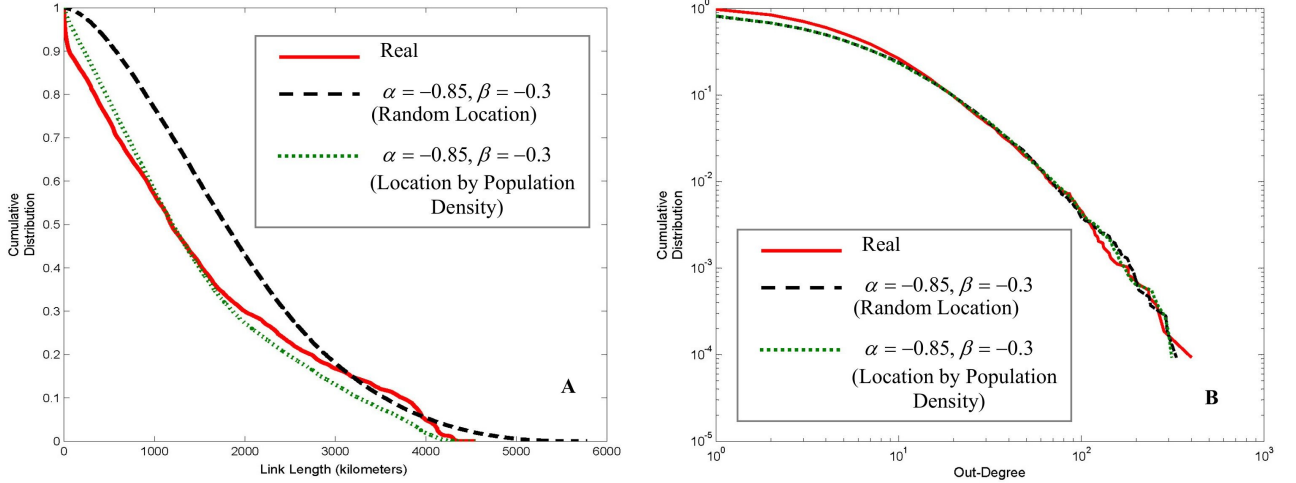 1
0.9
0.8
0.7
0.6
0.5
0.4
0.3
0.2
0.1
0
Cumulative
Distribution
Real
α = −0.85, β = −0.3
(Random Location)
α = −0.85, β = −0.3
(Location by Population
Density)
A
0 1000 2000 3000 4000 5000 6000
Link Length (kilometers)
10^0
10^-1
10^-2
10^-3
10^-4
10^-5
Cumulative
Distribution
Real
α = −0.85, β = −0.3
(Random Location)
α = −0.85, β = −0.3
(Location by Population
Density)
B
10^0 10^1 10^2 10^3
Out-Degree